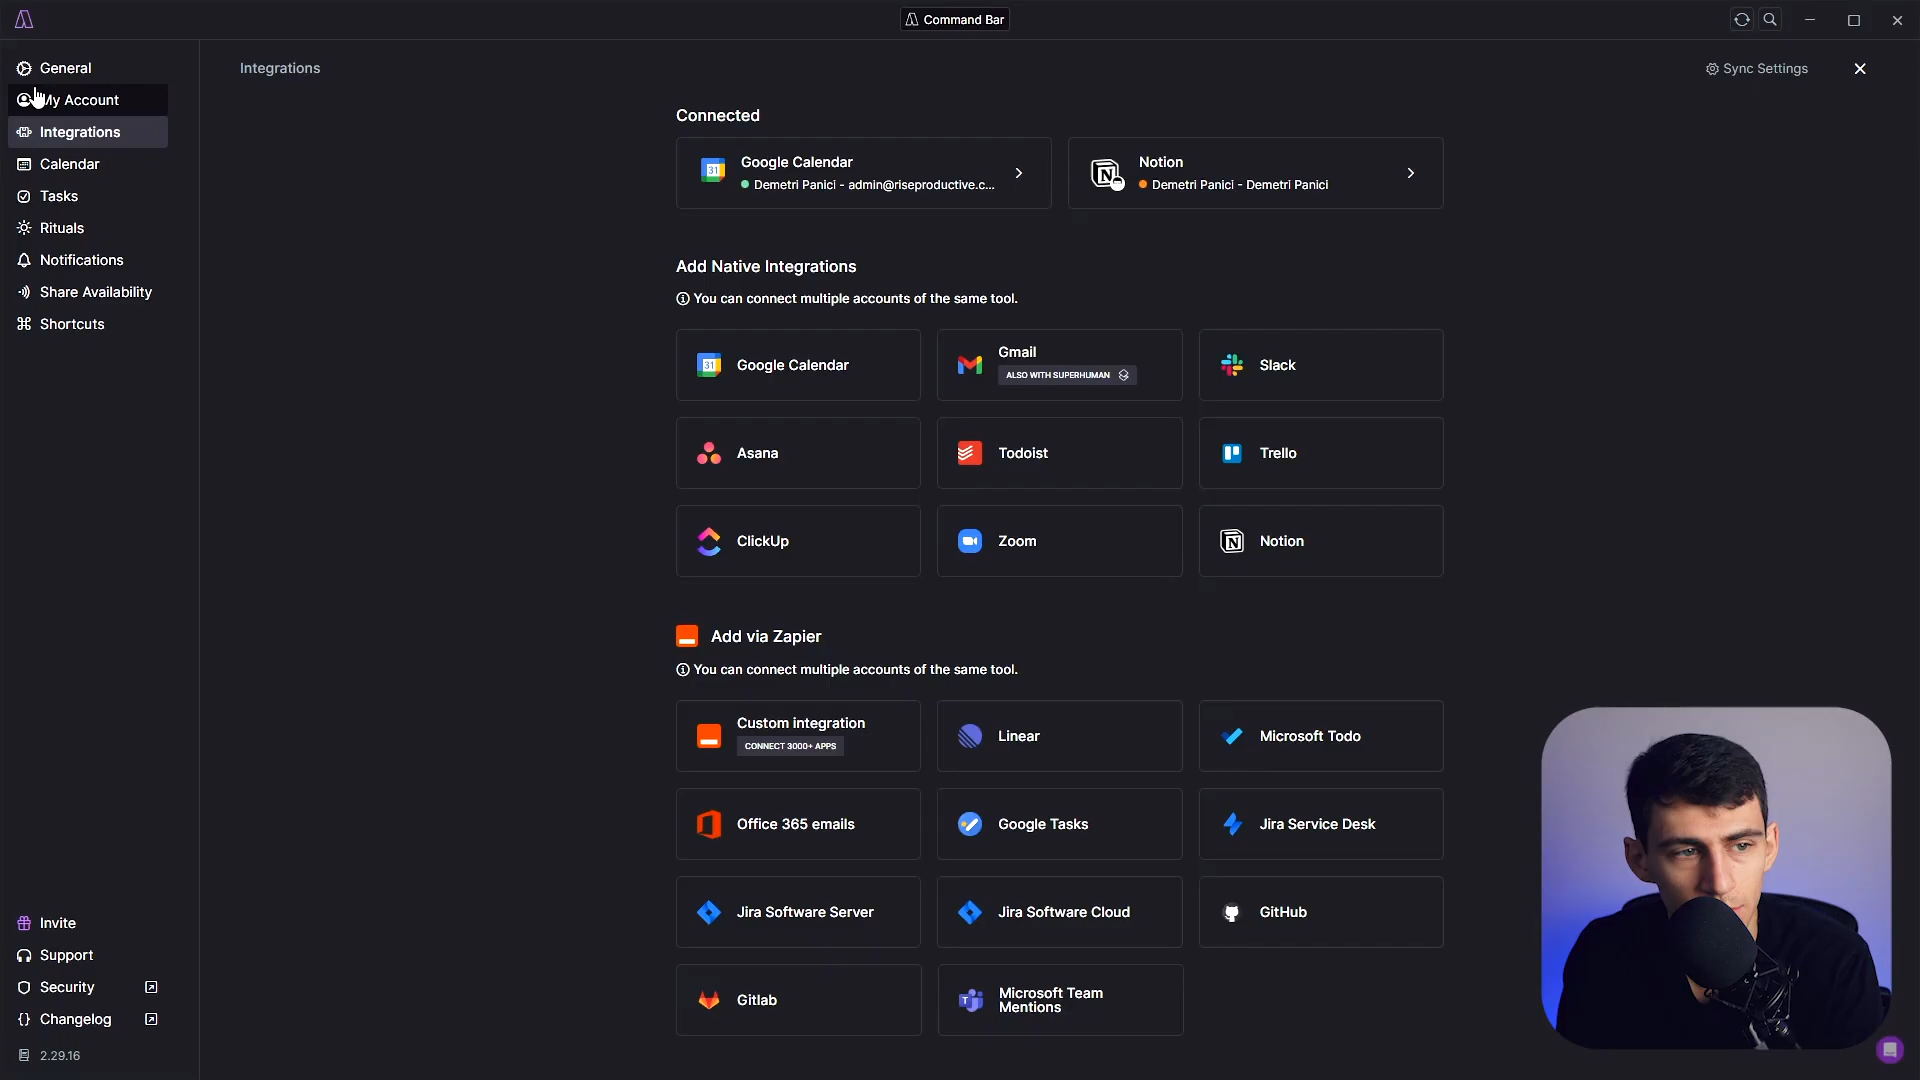 Command Bar
General
My Account
Integrations
Calendar
Tasks
Rituals
Notifications
Share Availability
Shortcuts
Invite
Support
Security
Changelog
2.29.16
Integrations
Sync Settings
Connected
Google Calendar
Demetri Panici - admin@riseproductive.c...
Notion
Demetri Panici - Demetri Panici
Add Native Integrations
You can connect multiple accounts of the same tool.
Google Calendar
Gmail
ALSO WITH SUPERHUMAN
Slack
Asana
Todoist
Trello
ClickUp
Zoom
Notion
Add via Zapier
You can connect multiple accounts of the same tool.
Custom integration
CONNECT 3000+ APPS
Linear
Microsoft Todo
Office 365 emails
Google Tasks
Jira Service Desk
Jira Software Server
Jira Software Cloud
GitHub
Gitlab
Microsoft Team
Mentions